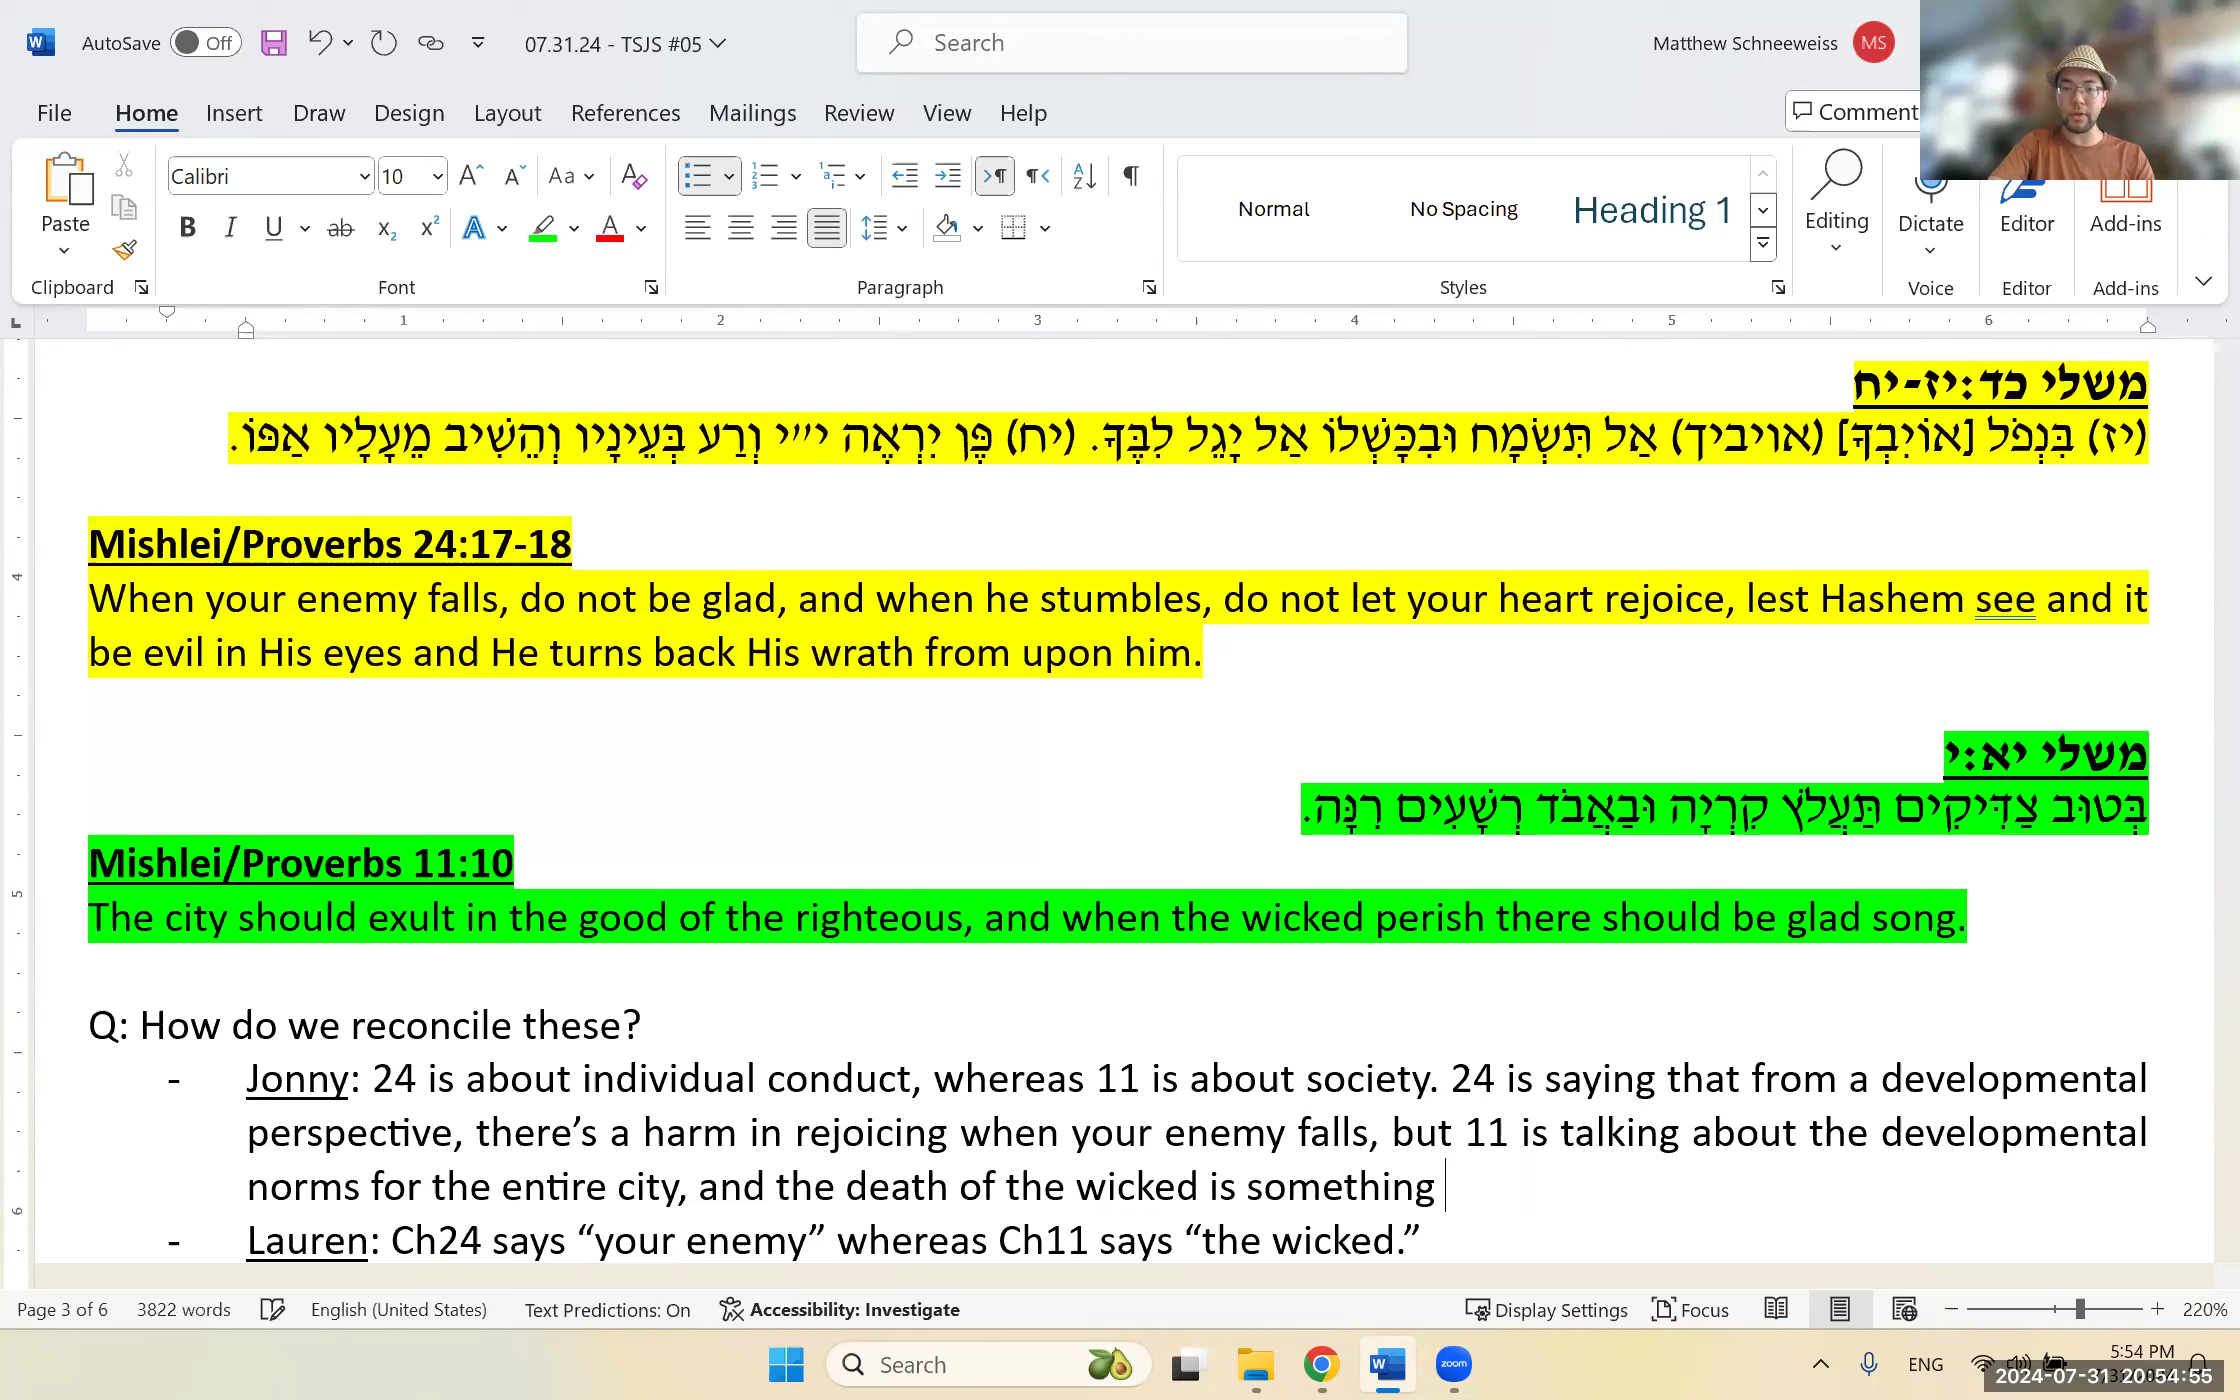 AutoSave Off 07.31.24 - TSJS #05 Search Matthew Schneeweiss MS
File Home Insert Draw Design Layout References Mailings Review View Help Comment
Paste Calibri 10 Normal No Spacing Heading 1 Editing Dictate Editor Add-ins
Clipboard Font Paragraph Styles Voice Editor Add-ins
1 2 3 4 5 6
משלי כד:יז-יח
(יז) בִּנְפֹל [אוֹיִבְךָ] (אויביך) אַל תִּשְׂמָח וּבִכָּשְׁלוֹ אַל יָגֵל לִבֶּךָ. (יח) פֶּן יִרְאֶה י״י וְרַע בְּעֵינָיו וְהֵשִׁיב מֵעָלָיו אַפּוֹ.
Mishlei/Proverbs 24:17-18
When your enemy falls, do not be glad, and when he stumbles, do not let your heart rejoice, lest Hashem see and it
be evil in His eyes and He turns back His wrath from upon him.
משלי יא:י
בְּטוּב צַדִּיקִים תַּעֲלֹץ קִרְיָה וּבַאֲבֹד רְשָׁעִים רִנָּה.
Mishlei/Proverbs 11:10
The city should exult in the good of the righteous, and when the wicked perish there should be glad song.
Q: How do we reconcile these?
- Jonny: 24 is about individual conduct, whereas 11 is about society. 24 is saying that from a developmental
perspective, there’s a harm in rejoicing when your enemy falls, but 11 is talking about the developmental
norms for the entire city, and the death of the wicked is something
- Lauren: Ch24 says “your enemy” whereas Ch11 says “the wicked.”
Page 3 of 6 3822 words English (United States) Text Predictions: On Accessibility: Investigate Display Settings Focus 220%
Search zoom ENG 5:54 PM
2024-07-31 20:54:55